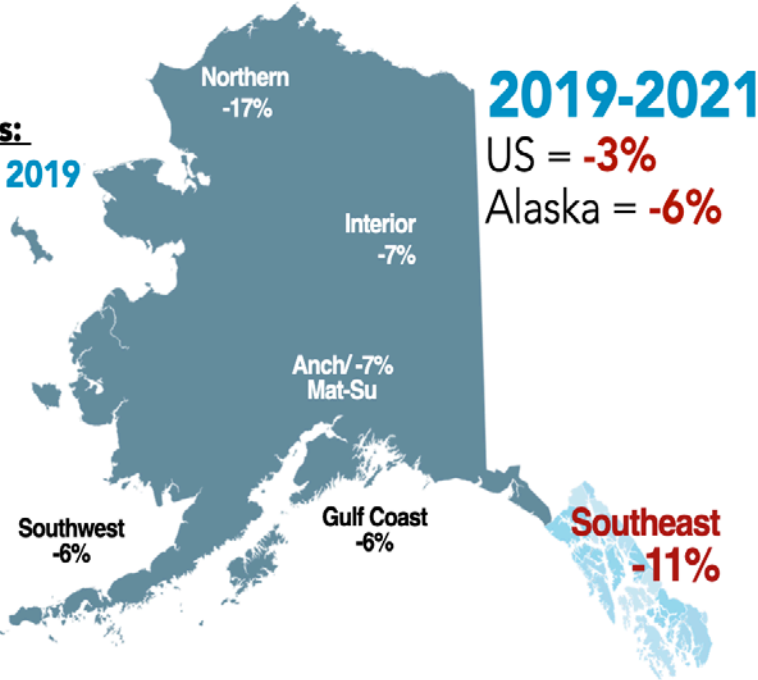 Northern
-17%
2019-2021
US = -3%
Alaska = -6%
s:
2019
Interior
-7%
Anch/ -7%
Mat-Su
Southwest
-6%
Gulf Coast
-6%
Southeast
-11%